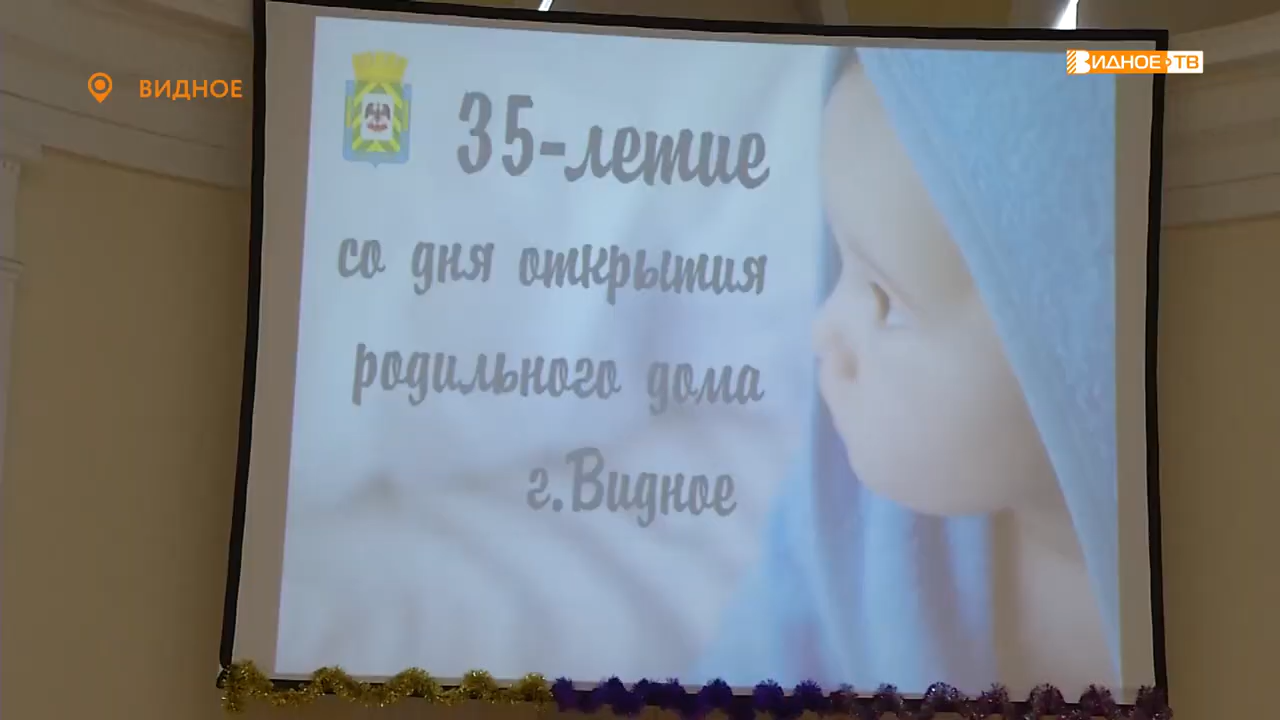 ВИДНОЕ
ВИДНОЕ·ТВ
35-летие
со дня открытия
родильного дома
г.Видное